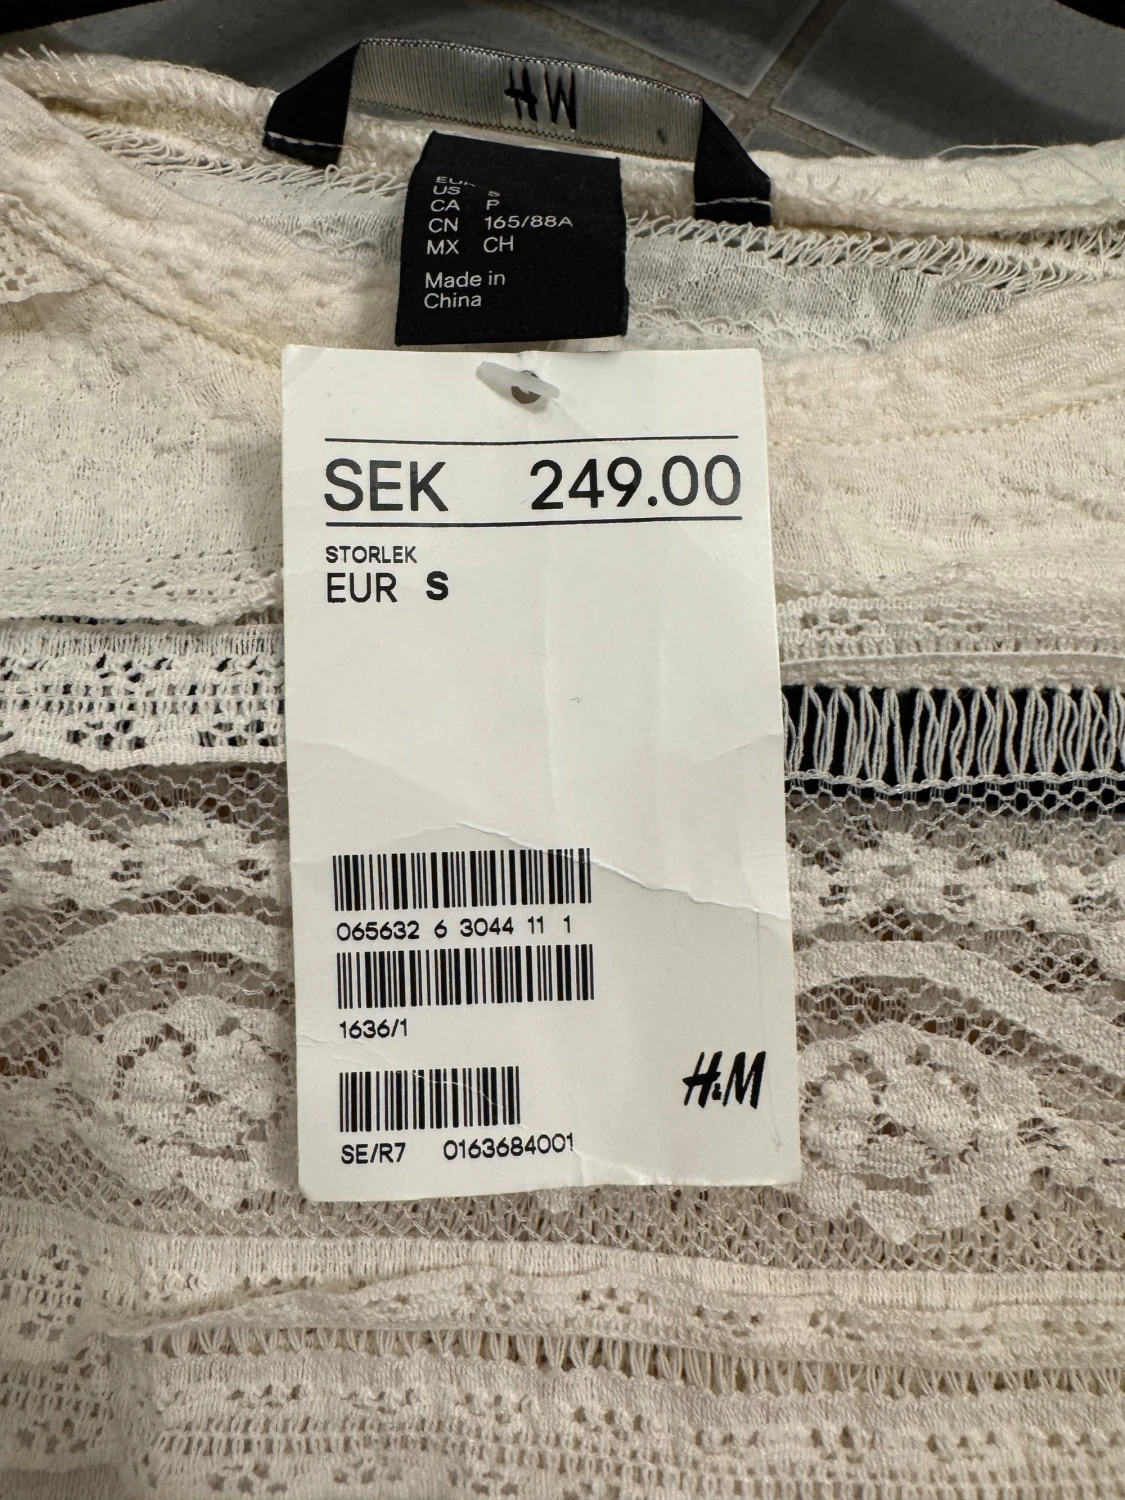 H&M
EUR
US S
CA P
CN 165/88A
MX CH
Made in
China
SEK 249.00
STORLEK
EUR S
065632 6 3044 11 1
1636/1
H&M
SE/R7 0163684001